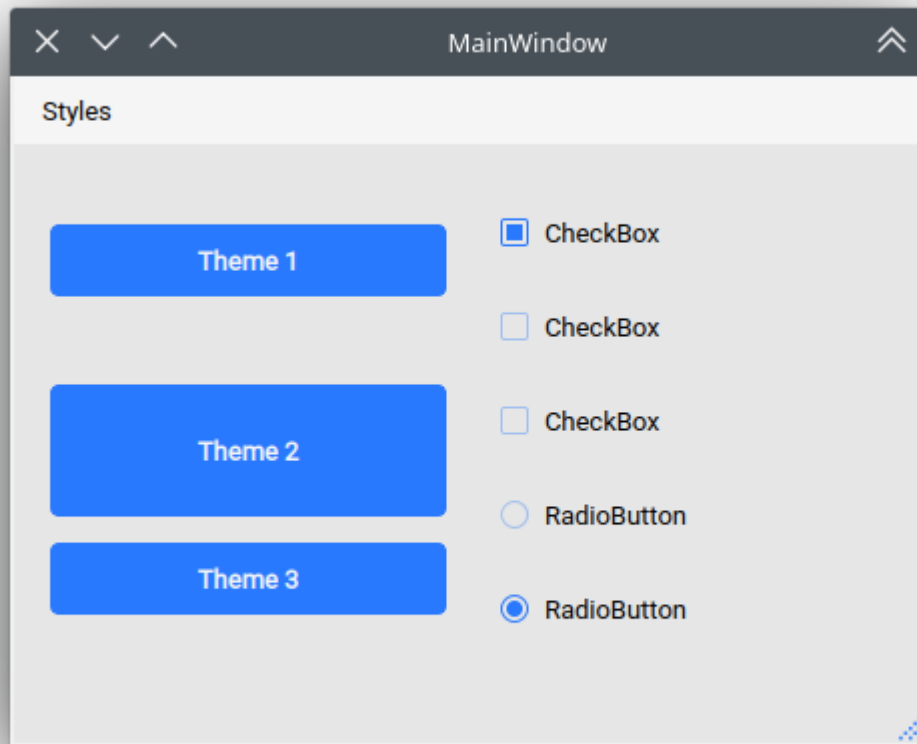 MainWindow
Styles
Theme 1
Theme 2
Theme 3
CheckBox
CheckBox
CheckBox
RadioButton
RadioButton